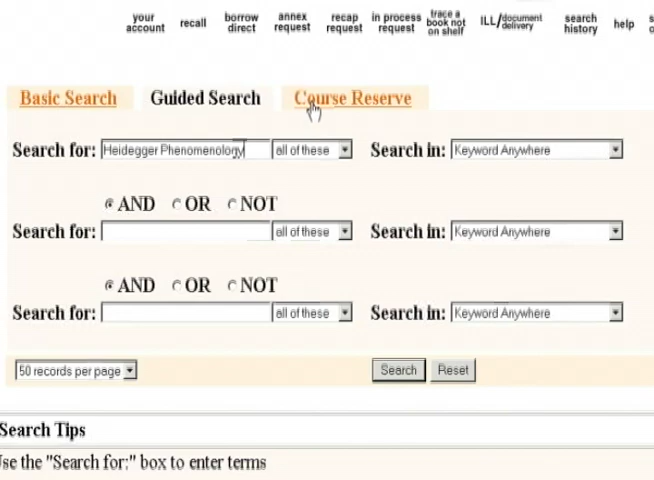 your account
recall
borrow direct
annex request
recap request
in process request
trace a book not on shelf
ILL/document delivery
search history
help
Basic Search Guided Search Course Reserve
Search for: Heidegger Phenomenology all of these Search in: Keyword Anywhere
AND OR NOT
Search for: all of these Search in: Keyword Anywhere
AND OR NOT
Search for: all of these Search in: Keyword Anywhere
50 records per page Search Reset
Search Tips
Use the "Search for:" box to enter terms